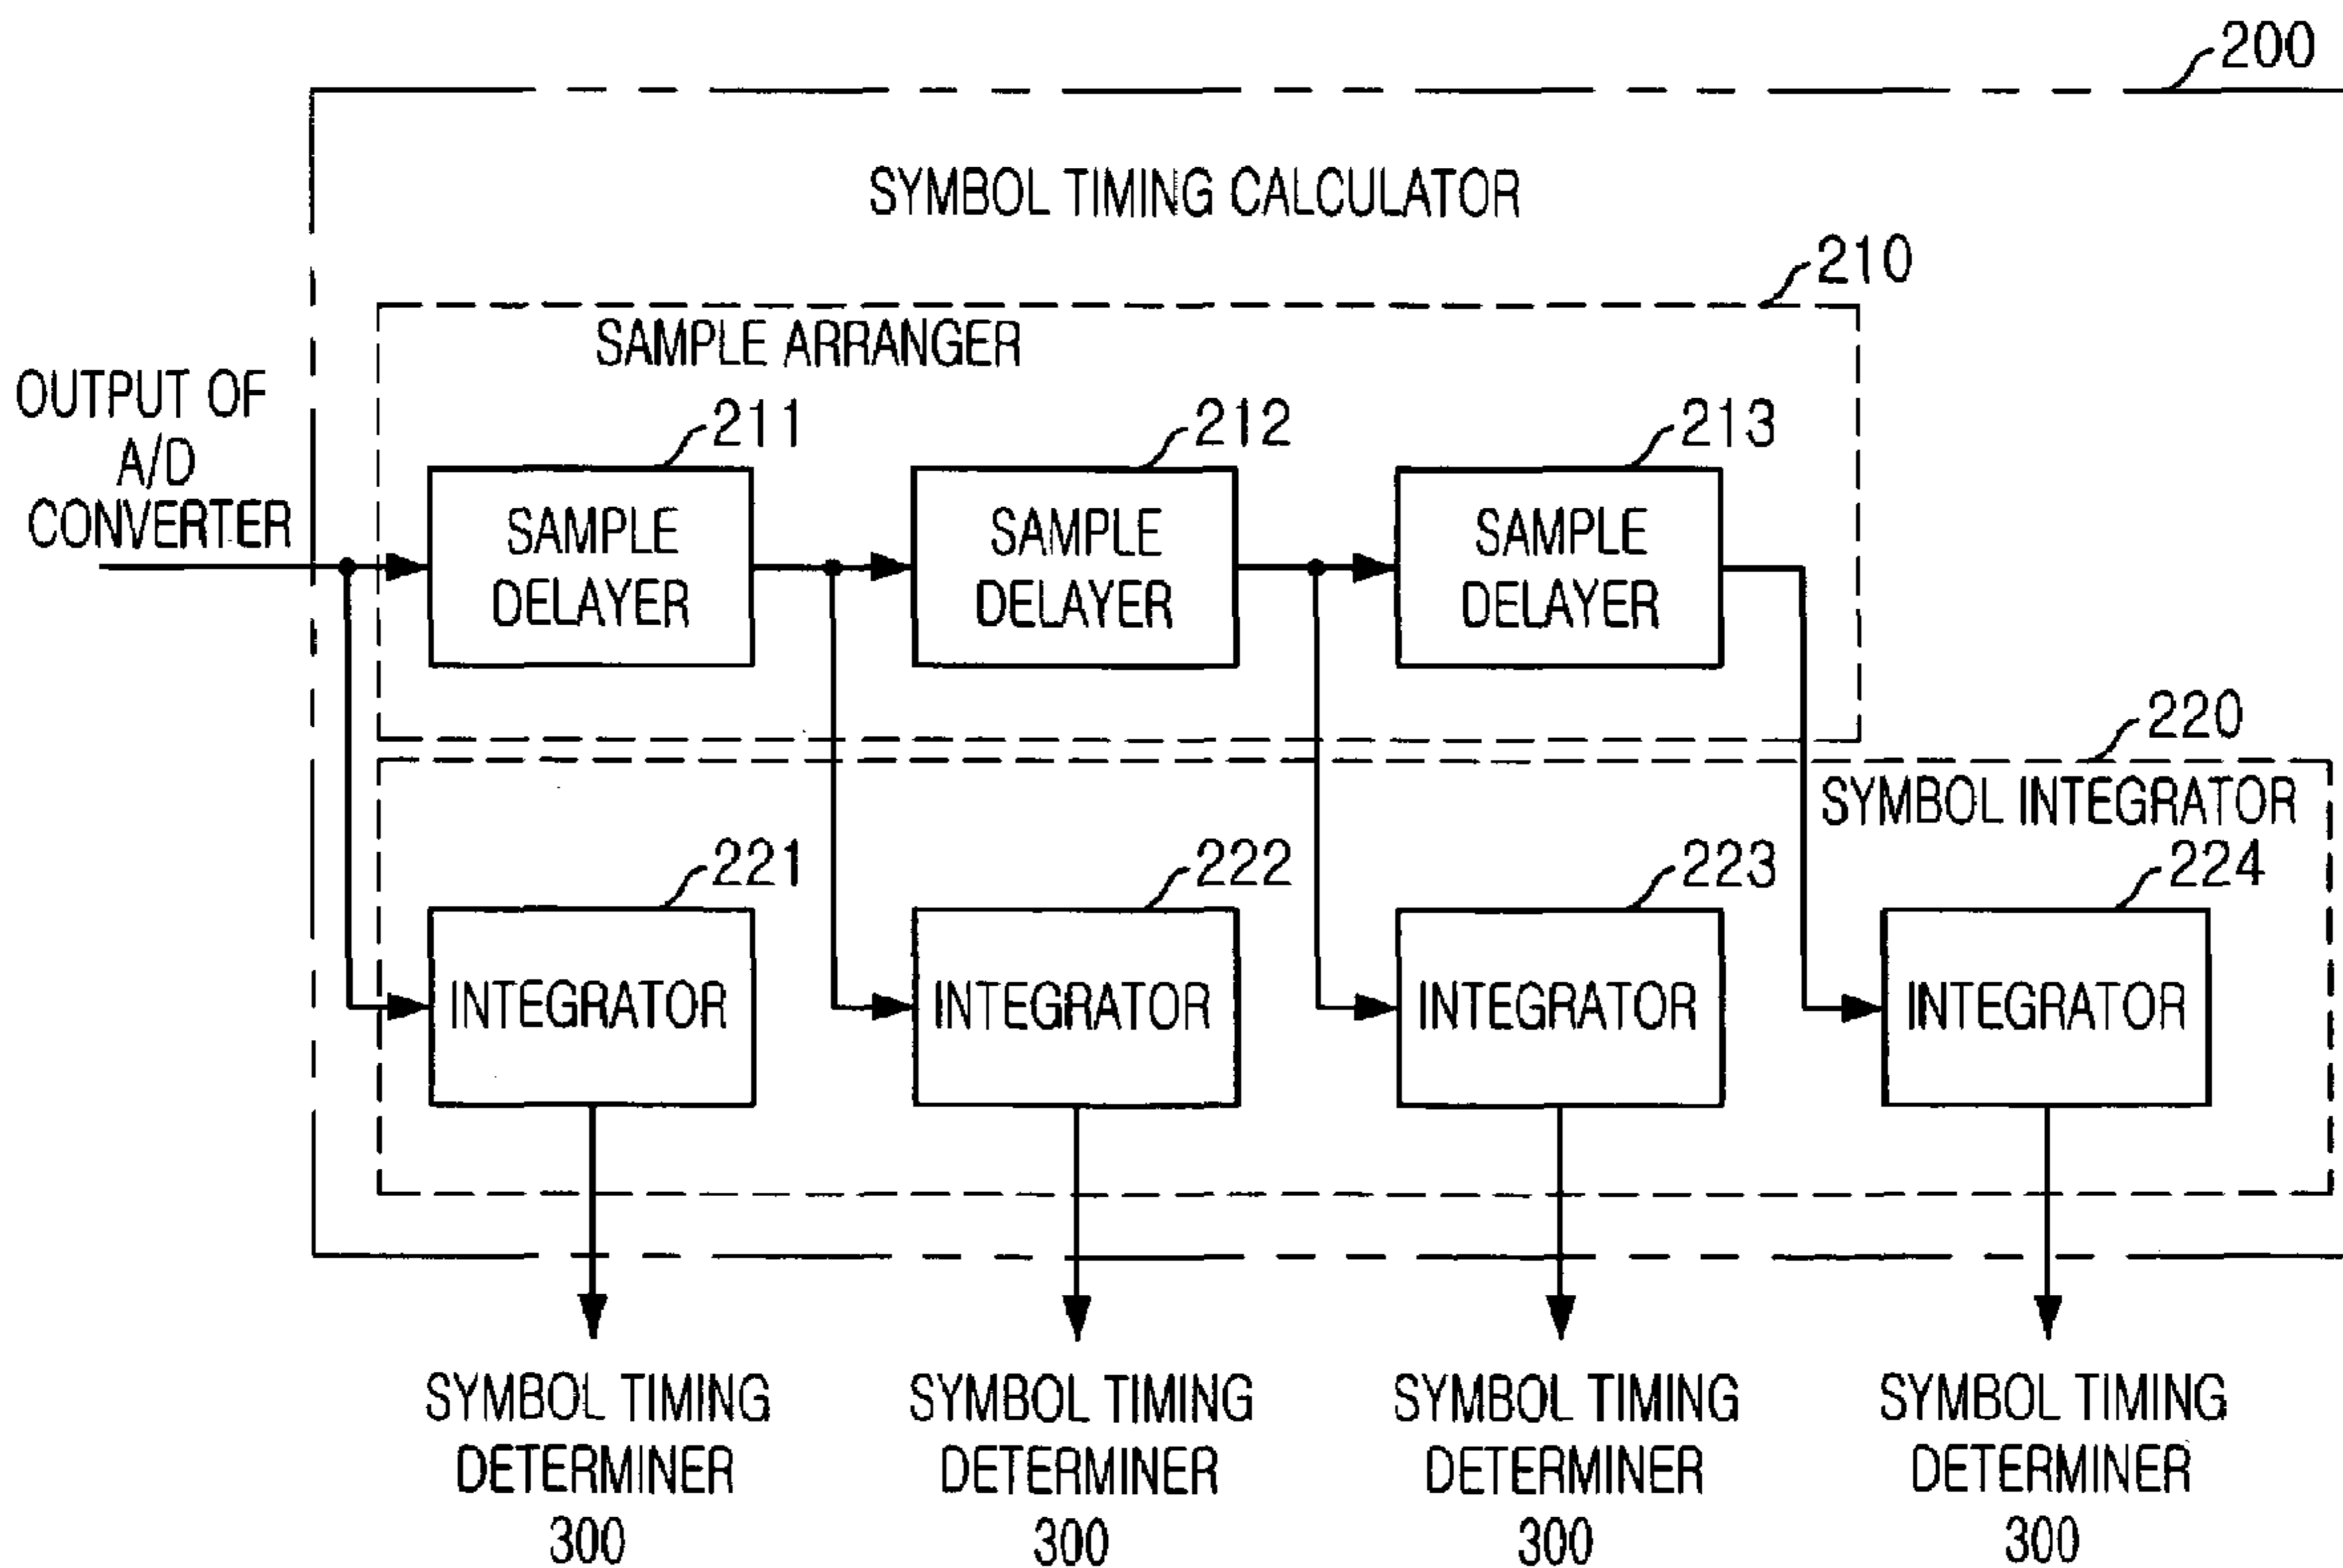 200
SYMBOL TIMING CALCULATOR
210
SAMPLE ARRANGER
OUTPUT OF
A/D
CONVERTER
211
212
213
SAMPLE
DELAYER
SAMPLE
DELAYER
SAMPLE
DELAYER
220
SYMBOL INTEGRATOR
221
222
223
224
INTEGRATOR
INTEGRATOR
INTEGRATOR
INTEGRATOR
SYMBOL TIMING
DETERMINER
300
SYMBOL TIMING
DETERMINER
300
SYMBOL TIMING
DETERMINER
300
SYMBOL TIMING
DETERMINER
300